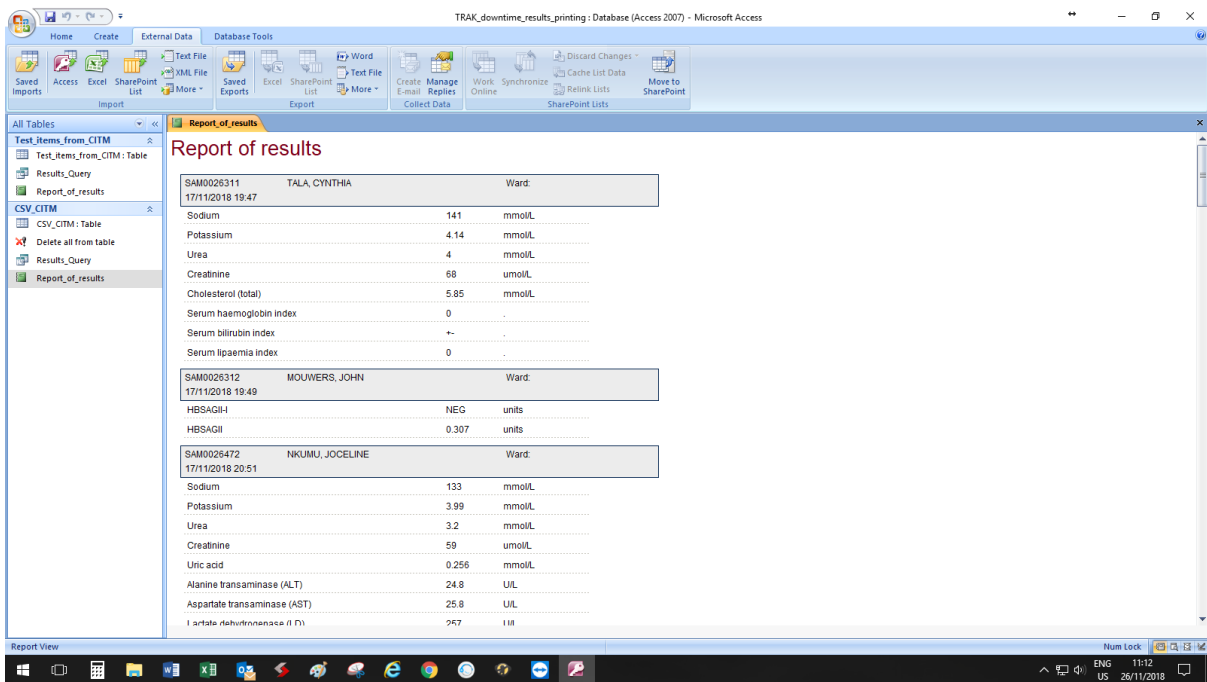 TRAK_downtime_results_printing : Database (Access 2007) - Microsoft Access
Home Create External Data Database Tools
Saved Imports
Access
Excel
SharePoint List
Text File
XML File
More
Import
Saved Exports
Excel
SharePoint List
Word
Text File
More
Export
Create E-mail
Manage Replies
Collect Data
Work Online
Synchronize
Discard Changes
Cache List Data
Relink Lists
Move to SharePoint
SharePoint Lists
All Tables
Test_items_from_CITM
Test_items_from_CITM : Table
Results_Query
Report_of_results
CSV_CITM
CSV_CITM : Table
Delete all from table
Results_Query
Report_of_results
Report_of_results
Report of results
SAM0026311 TALA, CYNTHIA Ward:
17/11/2018 19:47
Sodium 141 mmol/L
Potassium 4.14 mmol/L
Urea 4 mmol/L
Creatinine 68 umol/L
Cholesterol (total) 5.85 mmol/L
Serum haemoglobin index 0 .
Serum bilirubin index +- .
Serum lipaemia index 0 .
SAM0026312 MOUWERS, JOHN Ward:
17/11/2018 19:49
HBSAGII-I NEG units
HBSAGII 0.307 units
SAM0026472 NKUMU, JOCELINE Ward:
17/11/2018 20:51
Sodium 133 mmol/L
Potassium 3.99 mmol/L
Urea 3.2 mmol/L
Creatinine 59 umol/L
Uric acid 0.256 mmol/L
Alanine transaminase (ALT) 24.8 U/L
Aspartate transaminase (AST) 25.8 U/L
Lactate dehydrogenase (LD) 257 U/L
Report View
Num Lock
ENG 11:12
US 26/11/2018